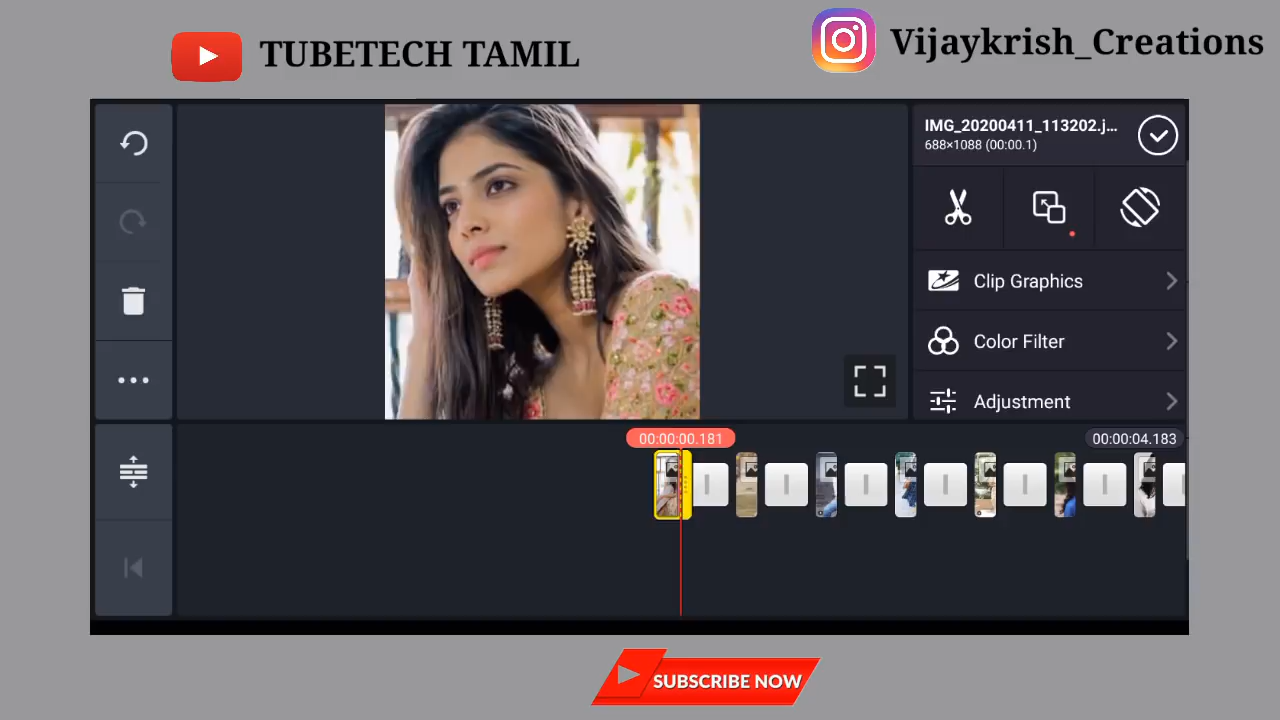 TUBETECH TAMIL
Vijaykrish_Creations
IMG_20200411_113202.j...
688×1088 (00:00.1)
Clip Graphics
Color Filter
Adjustment
00:00:00.181
00:00:04.183
SUBSCRIBE NOW